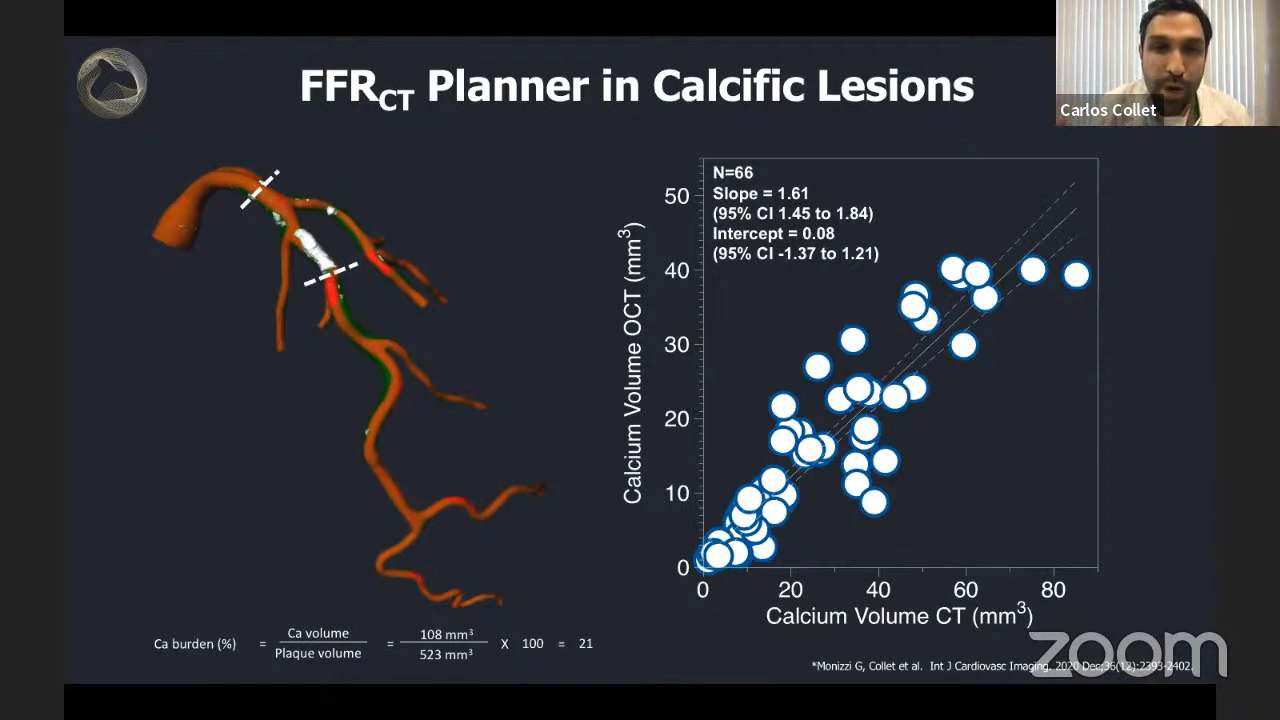 FFRCT Planner in Calcific Lesions
Carlos Collet
N=66
Slope = 1.61
(95% CI 1.45 to 1.84)
Intercept = 0.08
(95% CI -1.37 to 1.21)
Calcium Volume OCT (mm³)
50
40
30
20
10
0
0 20 40 60 80
Calcium Volume CT (mm³)
Ca burden (%) = Ca volume / Plaque volume = 108 mm³ / 523 mm³ X 100 = 21
zoom
*Monizzi G, Collet et al. Int J Cardiovasc Imaging. 2020 Dec;36(12):2393-2402.